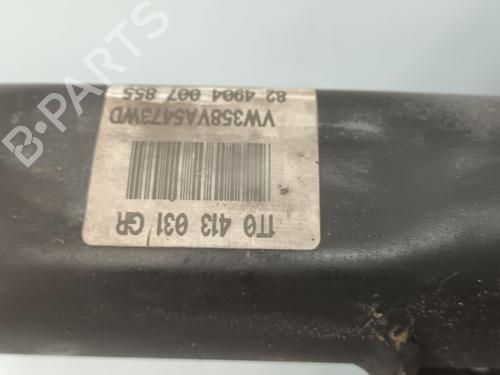 1T0 413 031 GR
VW358VA5473WD
82 4904 007 855
B-PARTS